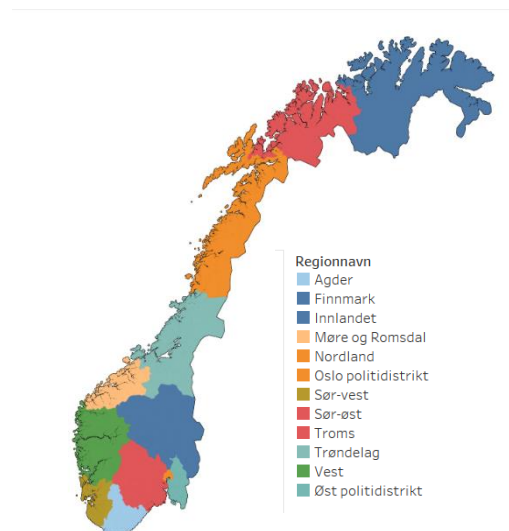 Regionnavn
Agder
Finnmark
Innlandet
Møre og Romsdal
Nordland
Oslo politidistrikt
Sør-vest
Sør-øst
Troms
Trøndelag
Vest
Øst politidistrikt